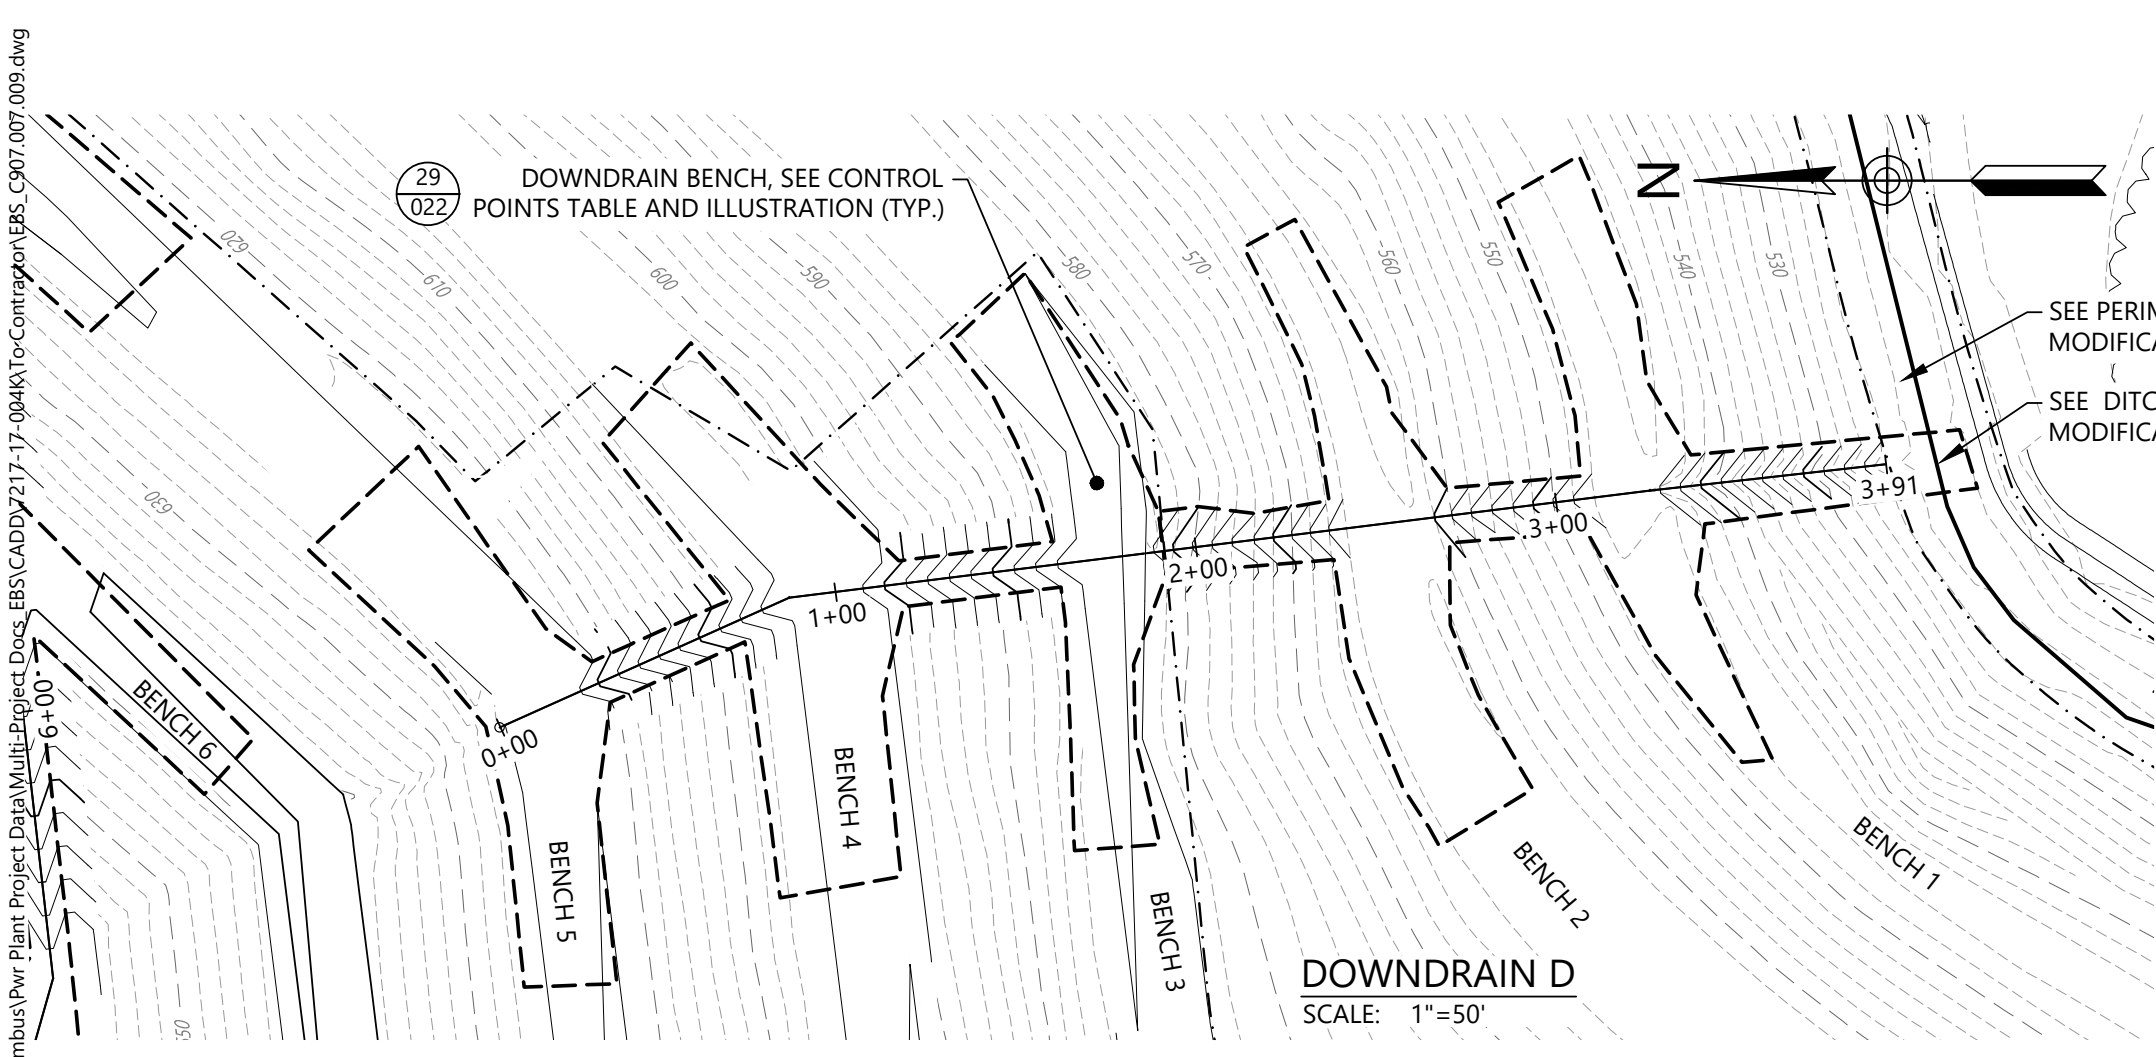 mbus\Pwr Plant Project Data\Multi-Project Docs_EBS\CADD\7217-17-004K\To-Contractor\EBS_C907.007.009.dwg
29
022
DOWNDRAIN BENCH, SEE CONTROL
POINTS TABLE AND ILLUSTRATION (TYP.)
N
620
610
600
590
580
570
560
550
540
530
SEE PERIM
MODIFICA
SEE DITC
MODIFICA
630
3+91
3+00
2+00
1+00
0+00
6+00
BENCH 6
BENCH 5
BENCH 4
BENCH 3
BENCH 2
BENCH 1
DOWNDRAIN D
SCALE: 1"=50'